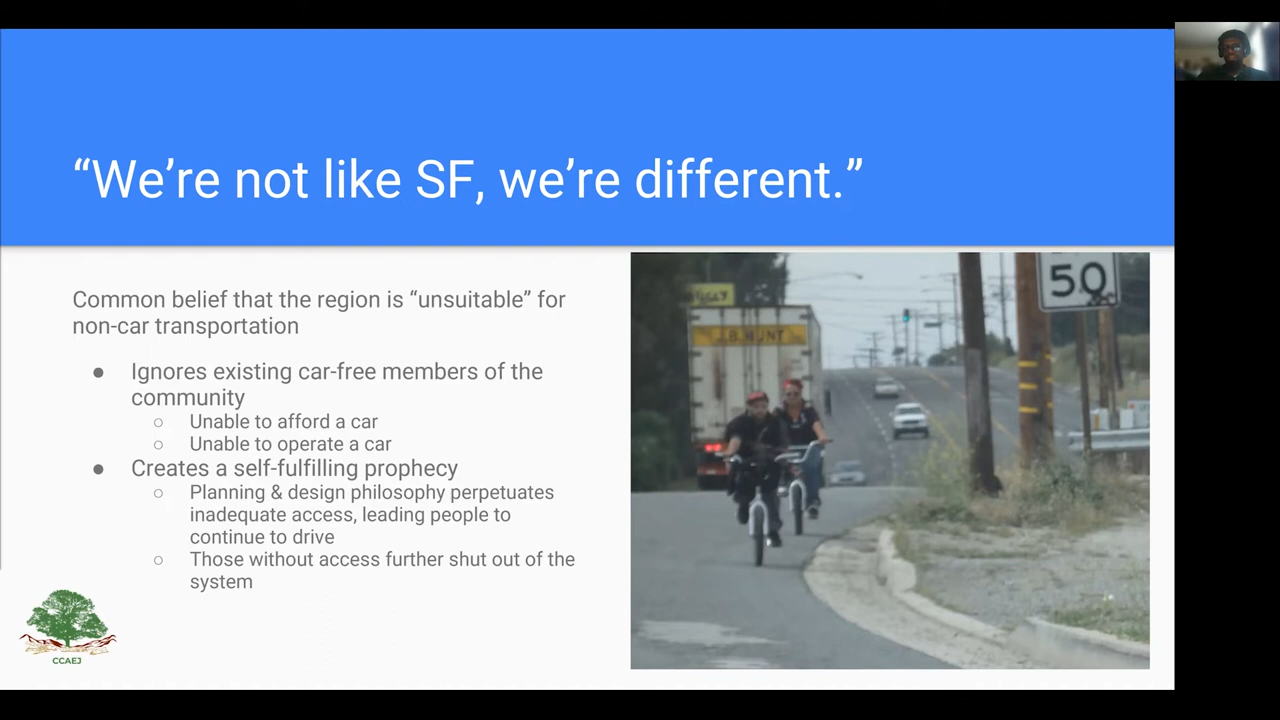 “We’re not like SF, we’re different.”
Common belief that the region is “unsuitable” for
non-car transportation
● Ignores existing car-free members of the
community
○ Unable to afford a car
○ Unable to operate a car
● Creates a self-fulfilling prophecy
○ Planning & design philosophy perpetuates
inadequate access, leading people to
continue to drive
○ Those without access further shut out of the
system
CCAEJ
J.B. HUNT
50